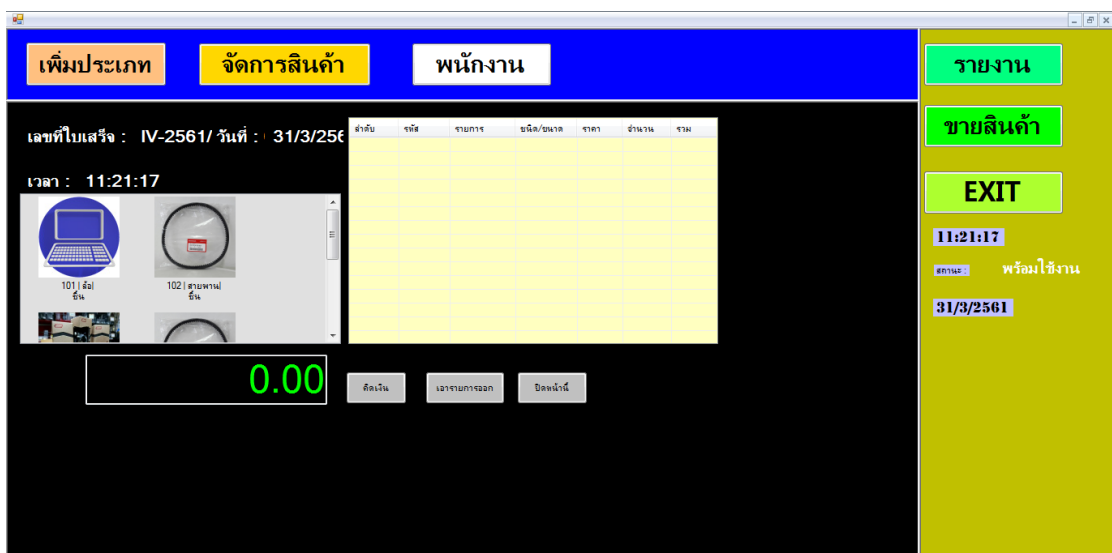 เพิ่มประเภท
จัดการสินค้า
พนักงาน
รายงาน
ขายสินค้า
EXIT
11:21:17
สถานะ : พร้อมใช้งาน
31/3/2561
เลขที่ใบเสร็จ : IV-2561/ วันที่ : 31/3/256
เวลา : 11:21:17
101 | ล้อ|
ชิ้น
102 | สายพาน|
ชิ้น
ลำดับ รหัส รายการ ชนิด/ขนาด ราคา จำนวน รวม
0.00
คิดเงิน
เอารายการออก
ปิดหน้านี้